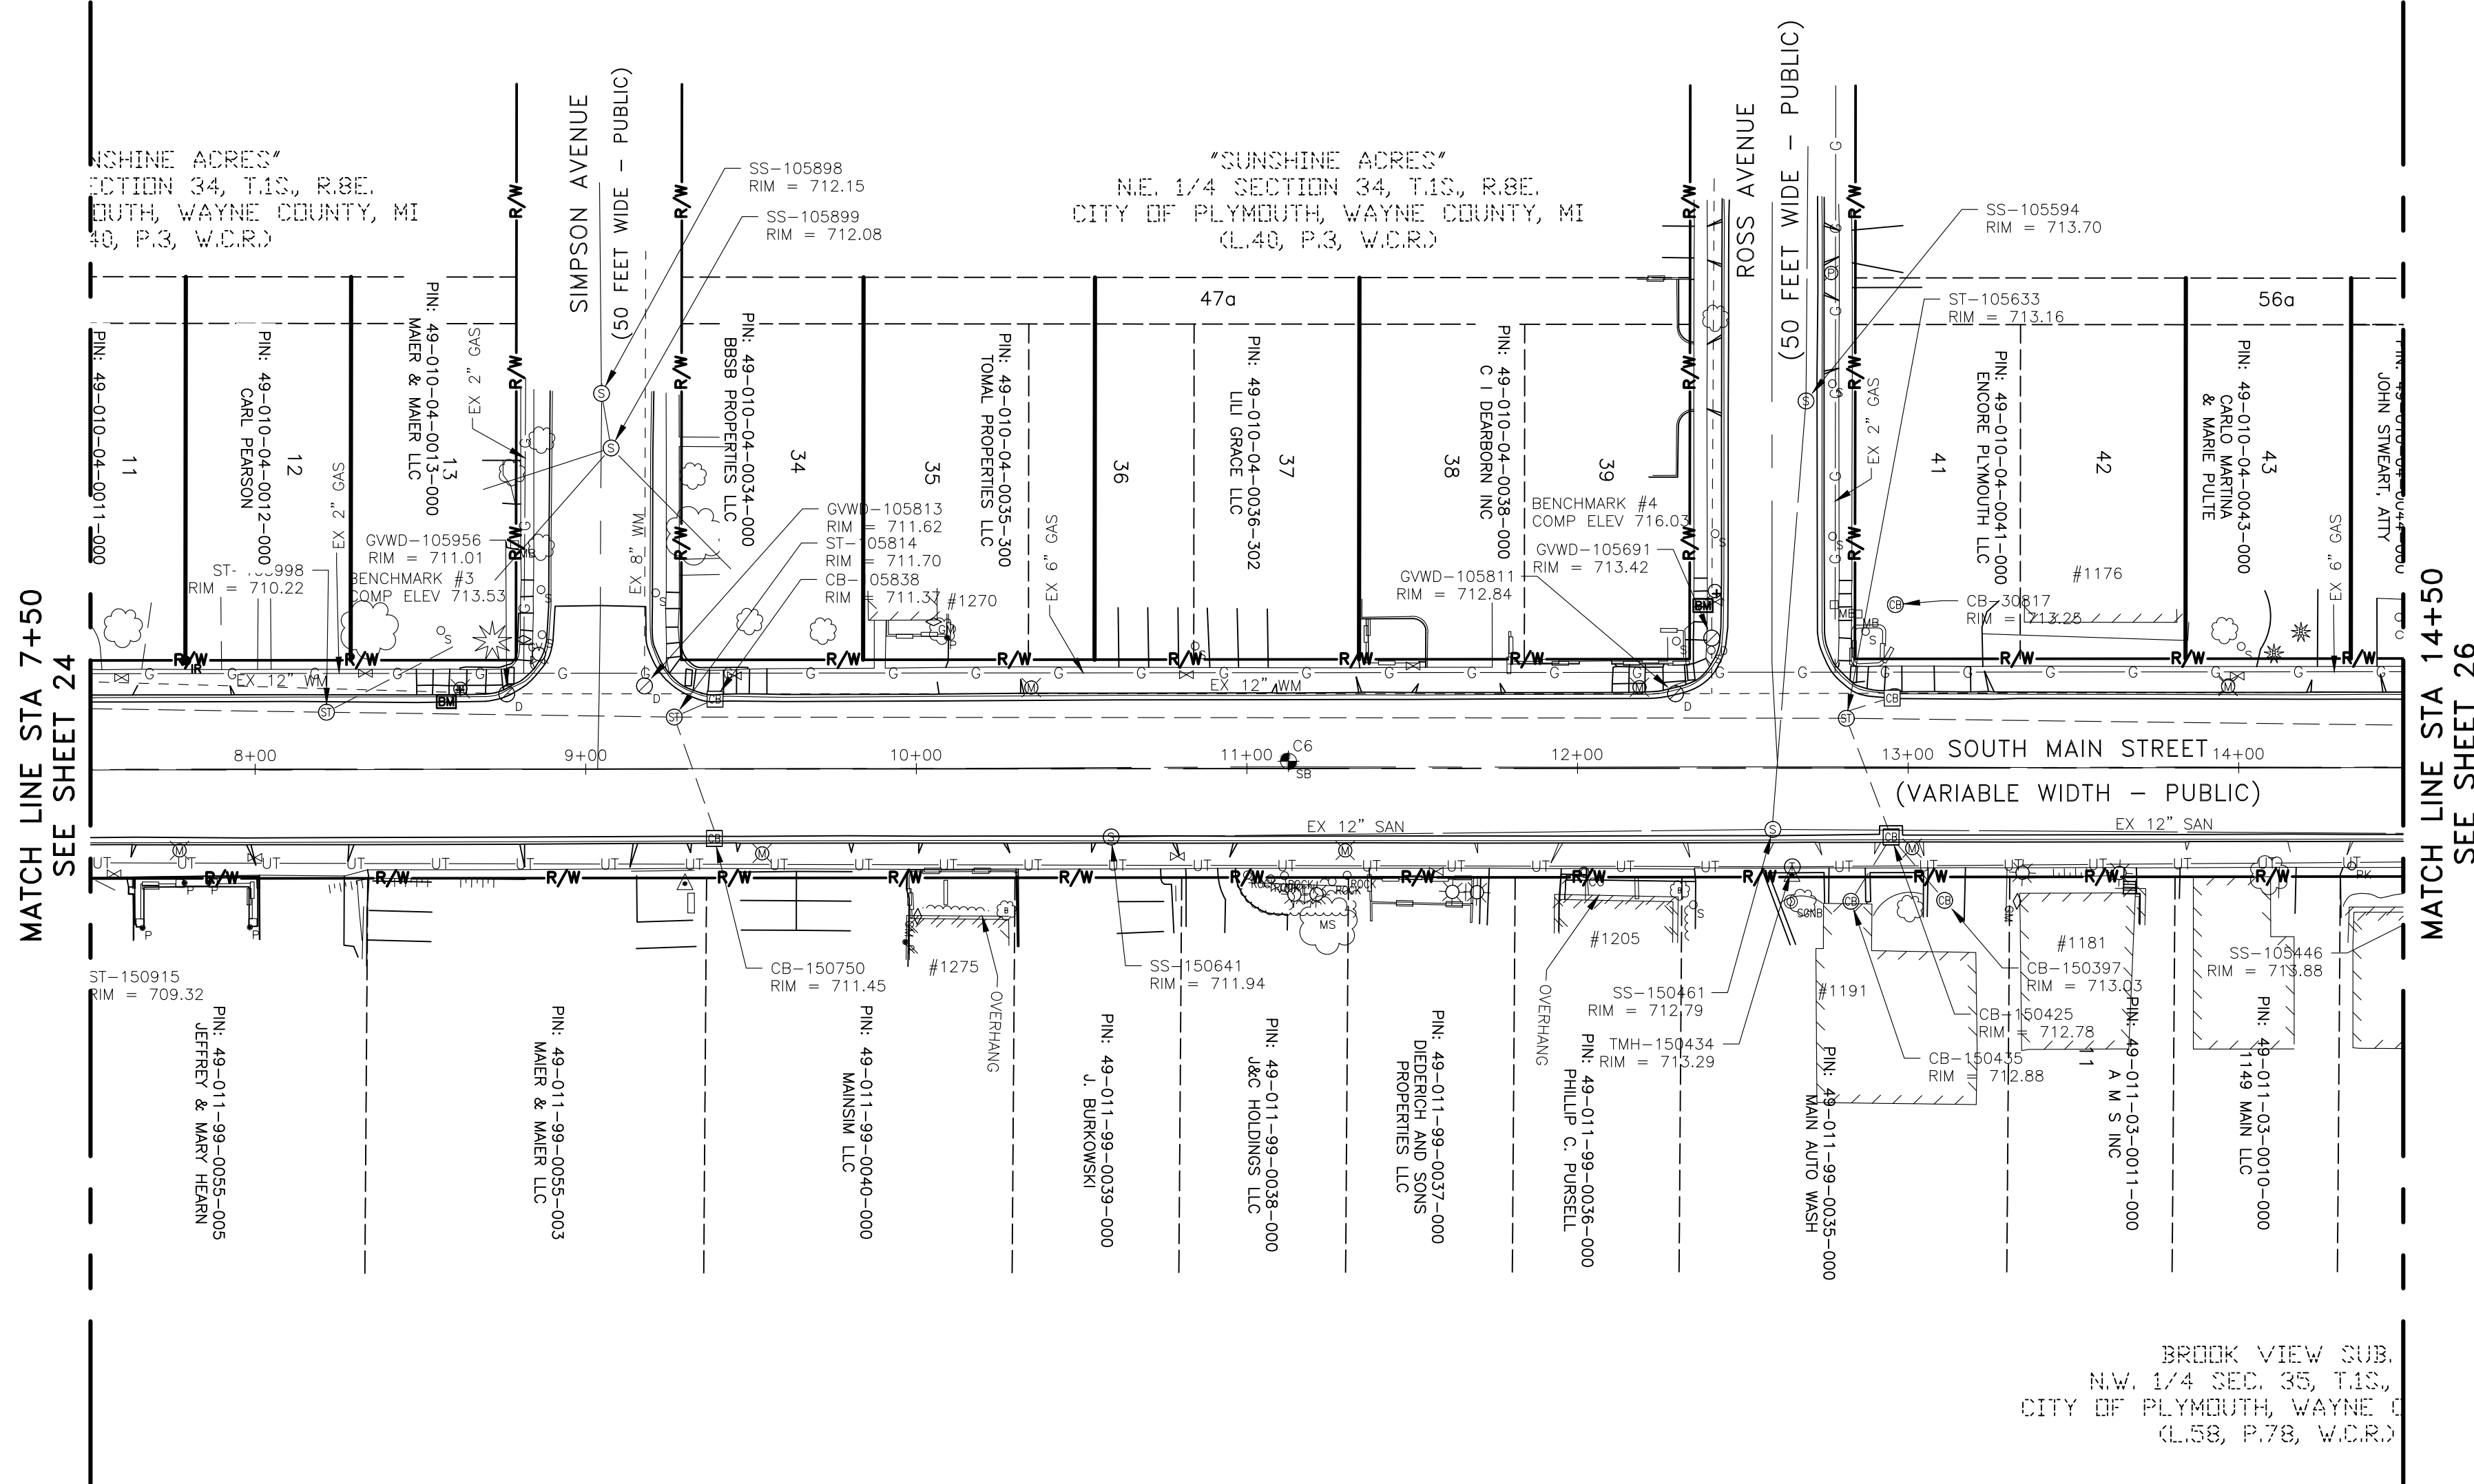 MATCH LINE STA 7+50
SEE SHEET 24
NSHINE ACRES"
ECTION 34, T.1S., R.8E.
OUTH, WAYNE COUNTY, MI
40, P.3, W.C.R.)
SIMPSON AVENUE
(50 FEET WIDE - PUBLIC)
SS-105898
RIM = 712.15
SS-105899
RIM = 712.08
"SUNSHINE ACRES"
N.E. 1/4 SECTION 34, T.1S., R.8E.
CITY OF PLYMOUTH, WAYNE COUNTY, MI
(L.40, P.3, W.C.R.)
ROSS AVENUE
(50 FEET WIDE - PUBLIC)
SS-105594
RIM = 713.70
ST-105633
RIM = 713.16
47a
56a
PIN: 49-010-04-0011-000
11
PIN: 49-010-04-0012-000
CARL PEARSON
12
PIN: 49-010-04-0013-000
MAIER & MAIER LLC
13
EX 2" GAS
EX 2" GAS
PIN: 49-010-04-0034-000
BBSB PROPERTIES LLC
34
35
PIN: 49-010-04-0035-300
TOMAL PROPERTIES LLC
36
PIN: 49-010-04-0036-302
LILI GRACE LLC
37
38
PIN: 49-010-04-0038-000
C I DEARBORN INC
39
EX 2" GAS
41
PIN: 49-010-04-0041-000
ENCORE PLYMOUTH LLC
42
PIN: 49-010-04-0043-000
CARLO MARTINA
& MARIE PULTE
43
PIN: 49-010-04-0044-000
JOHN STWEART, ATTY
GVWD-105956
RIM = 711.01
998
RIM = 710.22
BENCHMARK #3
COMP ELEV 713.53
EX 8" WM
GVWD-105813
RIM = 711.62
ST-105814
RIM = 711.70
CB-105838
RIM = 711.37
#1270
EX 6" GAS
BENCHMARK #4
COMP ELEV 716.03
GVWD-105691
RIM = 713.42
GVWD-105811
RIM = 712.84
CB-30817
RIM = 713.25
#1176
EX 6" GAS
R/W
EX 12" WM
EX 12" WM
BM
BM
8+00
9+00
10+00
11+00
C6
SB
12+00
13+00
14+00
SOUTH MAIN STREET
(VARIABLE WIDTH - PUBLIC)
EX 12" SAN
EX 12" SAN
ST-150915
RIM = 709.32
CB-150750
RIM = 711.45
#1275
OVERHANG
SS-150641
RIM = 711.94
MS
#1205
OVERHANG
SS-150461
RIM = 712.79
TMH-150434
RIM = 713.29
#1191
#1181
CB-150397
RIM = 713.03
CB-150425
RIM = 712.78
CB-150435
RIM = 712.88
SS-105446
RIM = 713.88
PIN: 49-011-99-0055-005
JEFFREY & MARY HEARN
PIN: 49-011-99-0055-003
MAIER & MAIER LLC
PIN: 49-011-99-0040-000
MAINSIM LLC
PIN: 49-011-99-0039-000
J. BURKOWSKI
PIN: 49-011-99-0038-000
J&C HOLDINGS LLC
PIN: 49-011-99-0037-000
DIEDERICH AND SONS
PROPERTIES LLC
PIN: 49-011-99-0036-000
PHILLIP C. PURSELL
PIN: 49-011-99-0035-000
MAIN AUTO WASH
11
PIN: 49-011-03-0011-000
A M S INC
PIN: 49-011-03-0010-000
1149 MAIN LLC
BROOK VIEW SUB.
N.W. 1/4 SEC. 35, T.1S.,
CITY OF PLYMOUTH, WAYNE C
(L.58, P.78, W.C.R.)
MATCH LINE STA 14+50
SEE SHEET 26